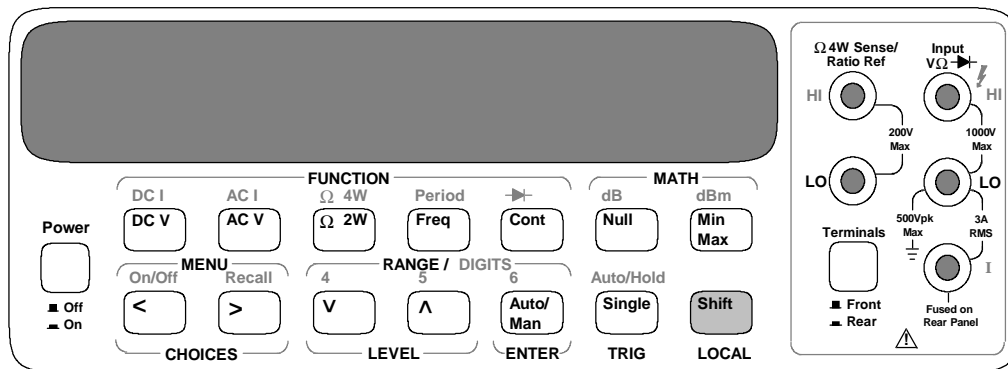 Ω 4W Sense/
Ratio Ref
Input
VΩ
HI
HI
200V
Max
1000V
Max
LO
LO
500Vpk
Max
3A
RMS
I
Terminals
Front
Rear
Fused on
Rear Panel
Power
Off
On
FUNCTION
MATH
DC I
AC I
Ω 4W
Period
dB
dBm
DC V
AC V
Ω 2W
Freq
Cont
Null
Min
Max
MENU
RANGE / DIGITS
On/Off
Recall
4
5
6
Auto/Hold
<
>
∨
∧
Auto/
Man
Single
Shift
CHOICES
LEVEL
ENTER
TRIG
LOCAL